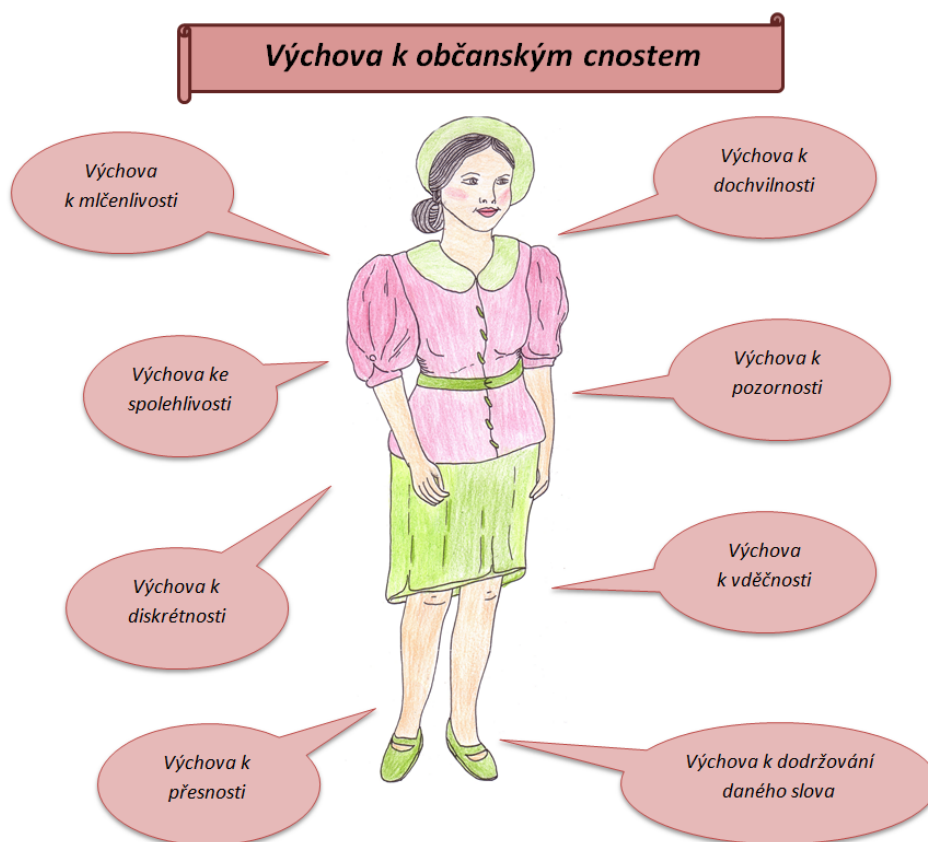 Výchova k občanským cnostem
Výchova
k mlčenlivosti
Výchova k
dochvilnosti
Výchova ke
spolehlivosti
Výchova k
pozornosti
Výchova k
diskrétnosti
Výchova
k vděčnosti
Výchova k
přesnosti
Výchova k dodržování
daného slova